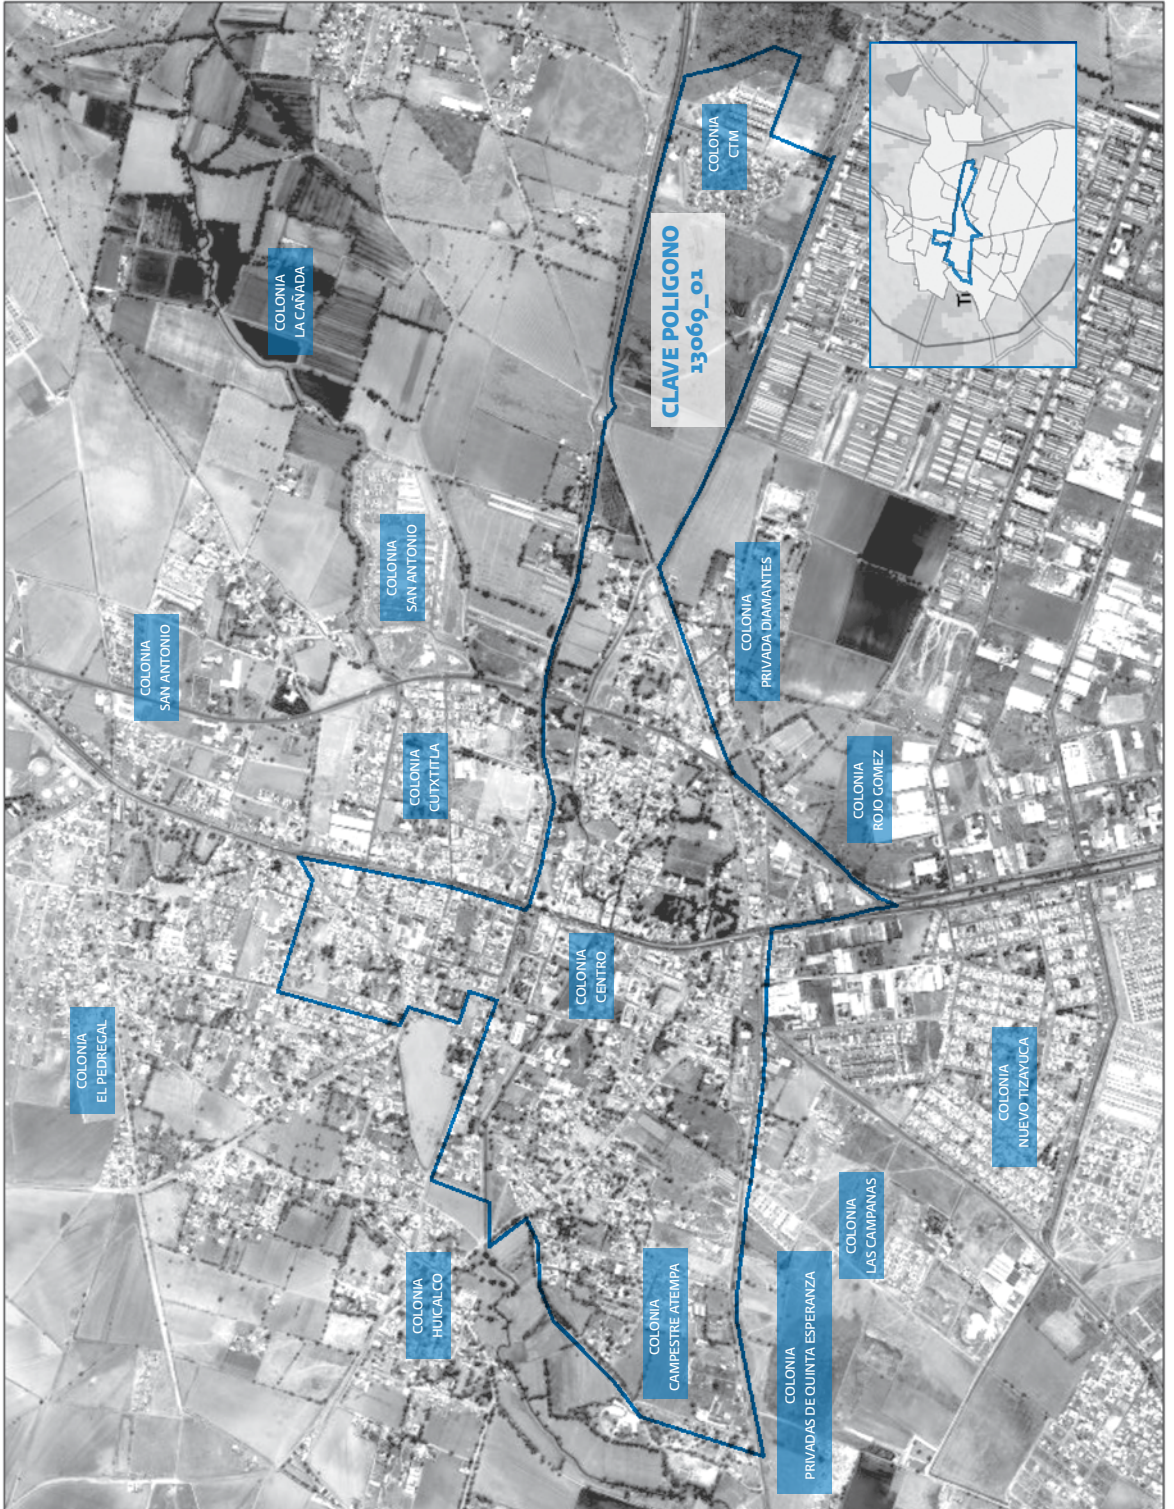 COLONIA
EL PEDREGAL
COLONIA
SAN ANTONIO
COLONIA
LA CAÑADA
COLONIA
HUICALCO
COLONIA
CUTXTITLA
COLONIA
SAN ANTONIO
COLONIA
CENTRO
COLONIA
CAMPESTRE ATEMPA
CLAVE POLIGONO
13069_01
COLONIA
CTM
COLONIA
PRIVADA DIAMANTES
COLONIA
PRIVADAS DE QUINTA ESPERANZA
COLONIA
LAS CAMPANAS
COLONIA
ROJO GOMEZ
Ti
COLONIA
NUEVO TIZAYUCA